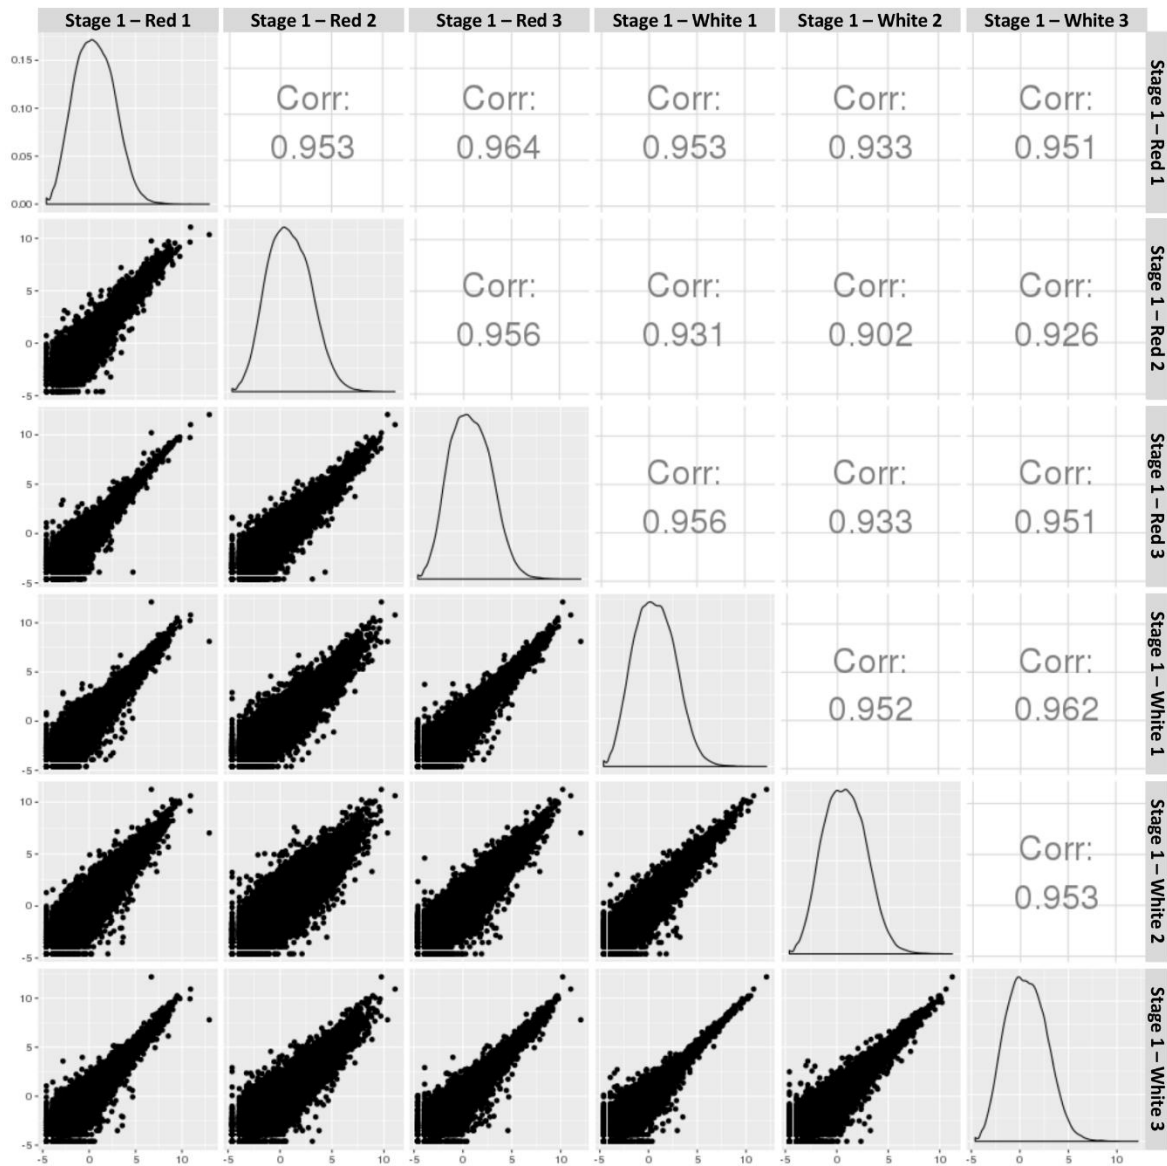 Stage 1 – Red 1 Stage 1 – Red 2 Stage 1 – Red 3 Stage 1 – White 1 Stage 1 – White 2 Stage 1 – White 3
0.15
0.10
0.05
0.00
Corr: Corr: Corr: Corr: Corr:
0.953 0.964 0.953 0.933 0.951
Stage 1 – Red 1
10
5
0
-5
Corr: Corr: Corr: Corr:
0.956 0.931 0.902 0.926
Stage 1 – Red 2
10
5
0
-5
Corr: Corr: Corr:
0.956 0.933 0.951
Stage 1 – Red 3
10
5
0
-5
Corr: Corr:
0.952 0.962
Stage 1 – White 1
10
5
0
-5
Corr:
0.953
Stage 1 – White 2
10
5
0
-5
Stage 1 – White 3
-5 0 5 10 -5 0 5 10 -5 0 5 10 -5 0 5 10 -5 0 5 10 -5 0 5 10